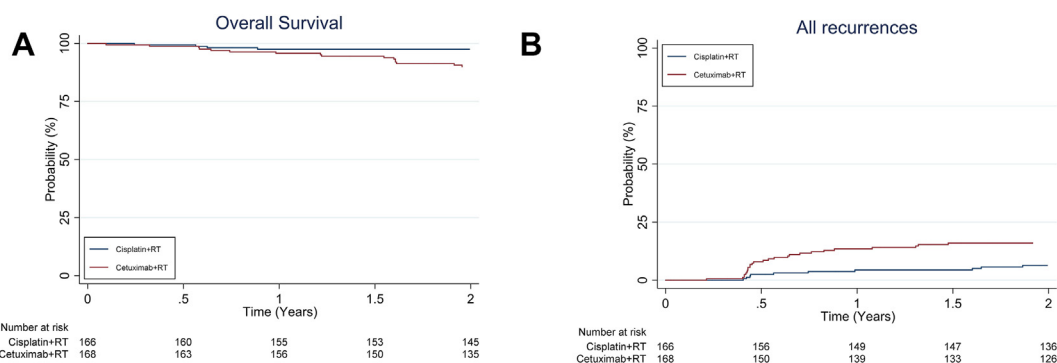 A
Overall Survival
100
75
50
25
0
Probability (%)
Cisplatin+RT
Cetuximab+RT
0 .5 1 1.5 2
Time (Years)
Number at risk
Cisplatin+RT 166 160 155 153 145
Cetuximab+RT 168 163 156 150 135
B
All recurrences
100
75
50
25
0
Probability (%)
Cisplatin+RT
Cetuximab+RT
0 .5 1 1.5 2
Time (Years)
Number at risk
Cisplatin+RT 166 156 149 147 136
Cetuximab+RT 168 150 139 133 126